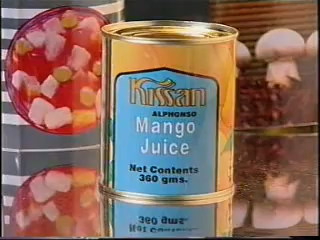 Kissan
ALPHONSO
Mango
Juice
Net Contents
360 gms.